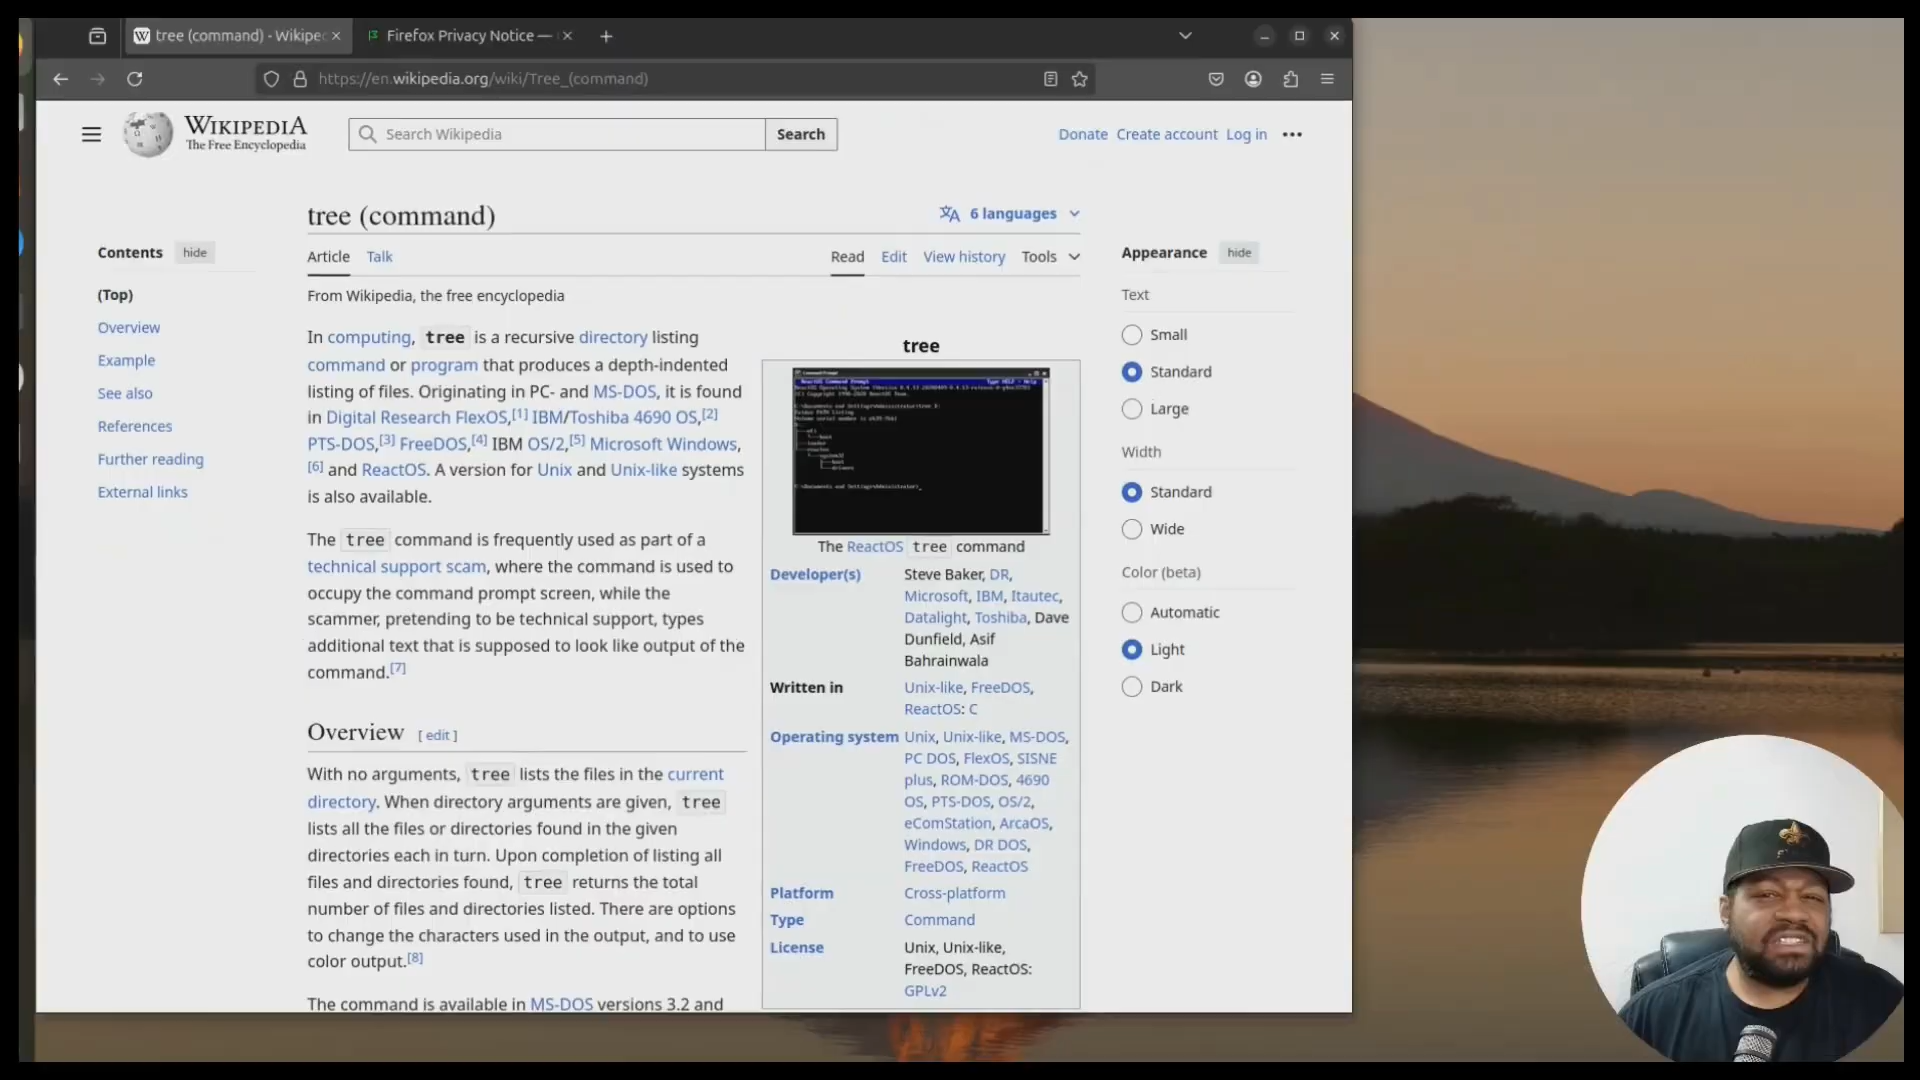 tree (command) - Wikipe
Firefox Privacy Notice —
https://en.wikipedia.org/wiki/Tree_(command)
WIKIPEDIA
The Free Encyclopedia
Search Wikipedia
Search
Donate Create account Log in
tree (command)
6 languages
Contents hide
(Top)
Overview
Example
See also
References
Further reading
External links
Article Talk
Read Edit View history Tools
From Wikipedia, the free encyclopedia
In computing, tree is a recursive directory listing
command or program that produces a depth-indented
listing of files. Originating in PC- and MS-DOS, it is found
in Digital Research FlexOS,[1] IBM/Toshiba 4690 OS,[2]
PTS-DOS,[3] FreeDOS,[4] IBM OS/2,[5] Microsoft Windows,
[6] and ReactOS. A version for Unix and Unix-like systems
is also available.
The tree command is frequently used as part of a
technical support scam, where the command is used to
occupy the command prompt screen, while the
scammer, pretending to be technical support, types
additional text that is supposed to look like output of the
command.[7]
Overview [ edit ]
With no arguments, tree lists the files in the current
directory. When directory arguments are given, tree
lists all the files or directories found in the given
directories each in turn. Upon completion of listing all
files and directories found, tree returns the total
number of files and directories listed. There are options
to change the characters used in the output, and to use
color output.[8]
The command is available in MS-DOS versions 3.2 and
tree
The ReactOS tree command
Developer(s) Steve Baker, DR,
Microsoft, IBM, Itautec,
Datalight, Toshiba, Dave
Dunfield, Asif
Bahrainwala
Written in Unix-like, FreeDOS,
ReactOS: C
Operating system Unix, Unix-like, MS-DOS,
PC DOS, FlexOS, SISNE
plus, ROM-DOS, 4690
OS, PTS-DOS, OS/2,
eComStation, ArcaOS,
Windows, DR DOS,
FreeDOS, ReactOS
Platform Cross-platform
Type Command
License Unix, Unix-like,
FreeDOS, ReactOS:
GPLv2
Appearance hide
Text
Small
Standard
Large
Width
Standard
Wide
Color (beta)
Automatic
Light
Dark